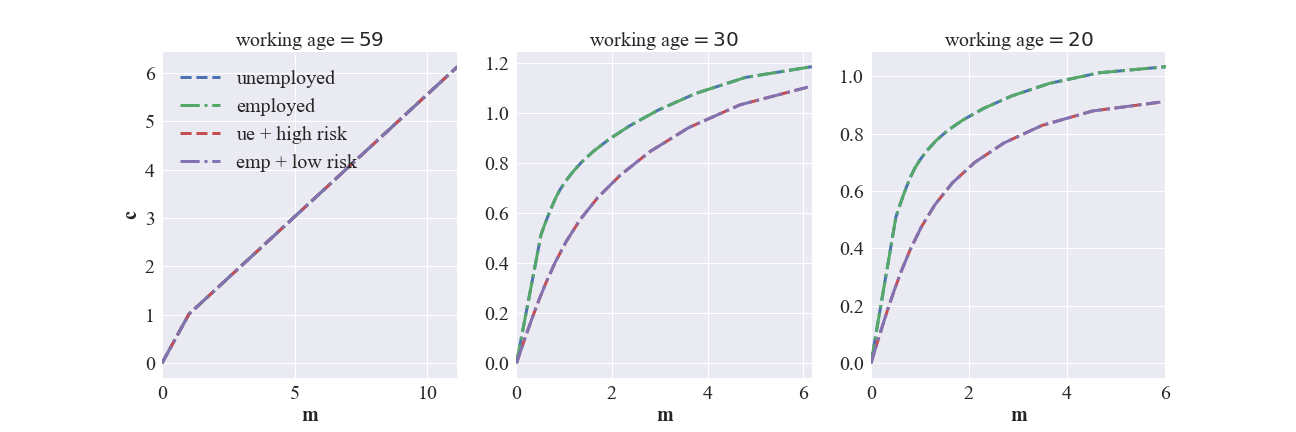 working age = 59
working age = 30
working age = 20
unemployed
employed
ue + high risk
emp + low risk
c
6
5
4
3
2
1
0
0 5 10
m
1.2
1.0
0.8
0.6
0.4
0.2
0.0
0 2 4 6
m
1.0
0.8
0.6
0.4
0.2
0.0
0 2 4 6
m